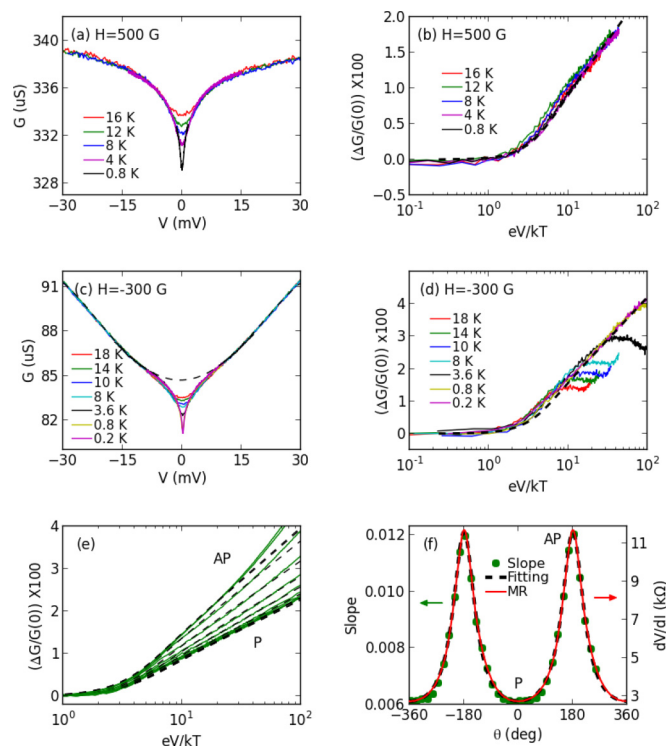 (a) H=500 G
G (uS)
342
339
336
333
330
328
16 K
12 K
8 K
4 K
0.8 K
-30
-15
0
15
30
V (mV)
(b) H=500 G
(ΔG/G(0)) X100
2.0
1.5
1.0
0.5
0.0
−0.5
16 K
12 K
8 K
4 K
0.8 K
10-1
100
101
102
eV/kT
(c) H=-300 G
G (uS)
91
88
85
82
18 K
14 K
10 K
8 K
3.6 K
0.8 K
0.2 K
-30
-15
0
15
30
V (mV)
(d) H=-300 G
(ΔG/G(0)) X100
4
3
2
1
0
18 K
14 K
10 K
8 K
3.6 K
0.8 K
0.2 K
10-1
100
101
102
eV/kT
(e)
(ΔG/G(0)) X100
4
3
2
1
0
AP
P
100
101
102
eV/kT
(f)
AP
Slope
0.012
0.010
0.008
0.006
Slope
Fitting
MR
P
11
9
7
5
3
dV/dI (kΩ)
-360
-180
0
180
360
θ (deg)